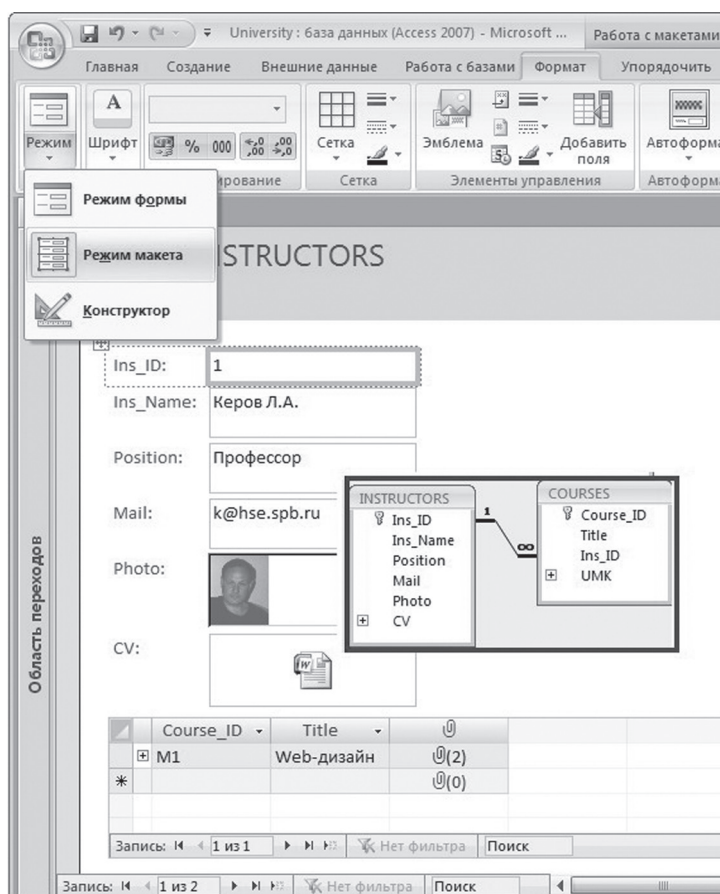 University : база данных (Access 2007) - Microsoft ...
Работа с макетами
Главная Создание Внешние данные Работа с базами Формат Упорядочить
Режим Шрифт % 000 Сетка Эмблема Добавить поля Автоформа
ирование Сетка Элементы управления Автоформ
Режим формы
Режим макета
Конструктор
STRUCTORS
Ins_ID: 1
Ins_Name: Керов Л.А.
Position: Профессор
Mail: k@hse.spb.ru
Photo:
CV:
INSTRUCTORS
Ins_ID
Ins_Name
Position
Mail
Photo
CV
1
∞
COURSES
Course_ID
Title
Ins_ID
UMK
Область переходов
Course_ID Title
M1 Web-дизайн (2)
(0)
Запись: 1 из 1 Нет фильтра Поиск
Запись: 1 из 2 Нет фильтра Поиск